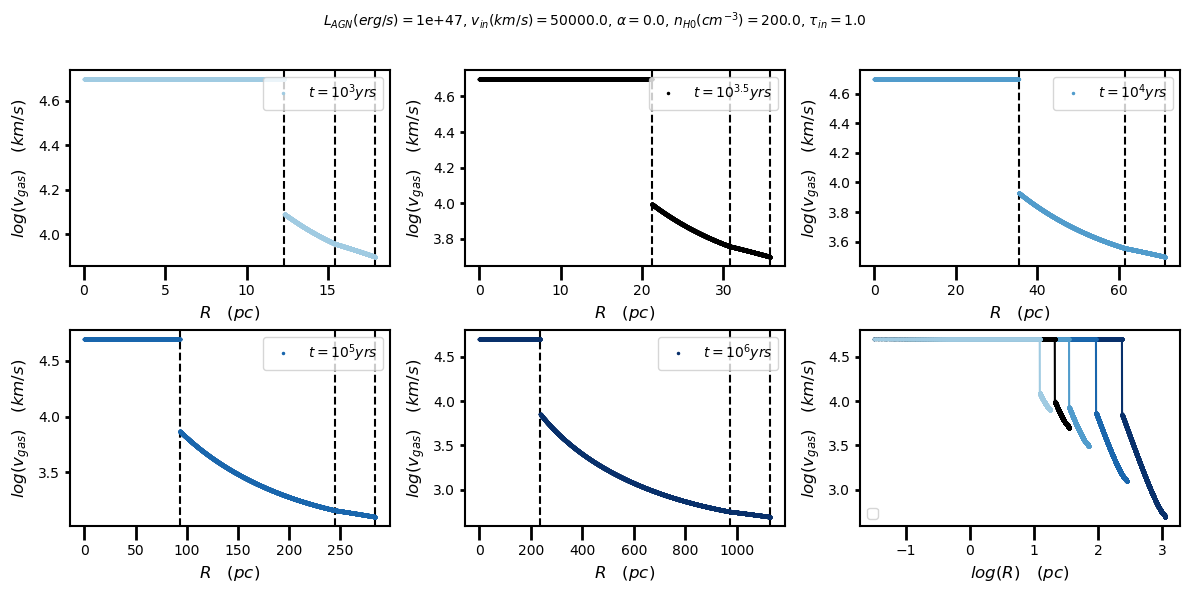 L_AGN(erg/s) = 1e+47, v_in(km/s) = 50000.0, α = 0.0, n_H0(cm^−3) = 200.0, τ_in = 1.0
log(v_gas) (km/s)
4.6
4.4
4.2
4.0
t = 10^3 yrs
0 5 10 15
R (pc)
log(v_gas) (km/s)
4.6
4.4
4.2
4.0
3.8
t = 10^3.5 yrs
0 10 20 30
R (pc)
log(v_gas) (km/s)
4.6
4.4
4.2
4.0
3.8
3.6
t = 10^4 yrs
0 20 40 60
R (pc)
log(v_gas) (km/s)
4.5
4.0
3.5
t = 10^5 yrs
0 50 100 150 200 250
R (pc)
log(v_gas) (km/s)
4.5
4.0
3.5
3.0
t = 10^6 yrs
0 200 400 600 800 1000
R (pc)
log(v_gas) (km/s)
4.5
4.0
3.5
3.0
−1 0 1 2 3
log(R) (pc)